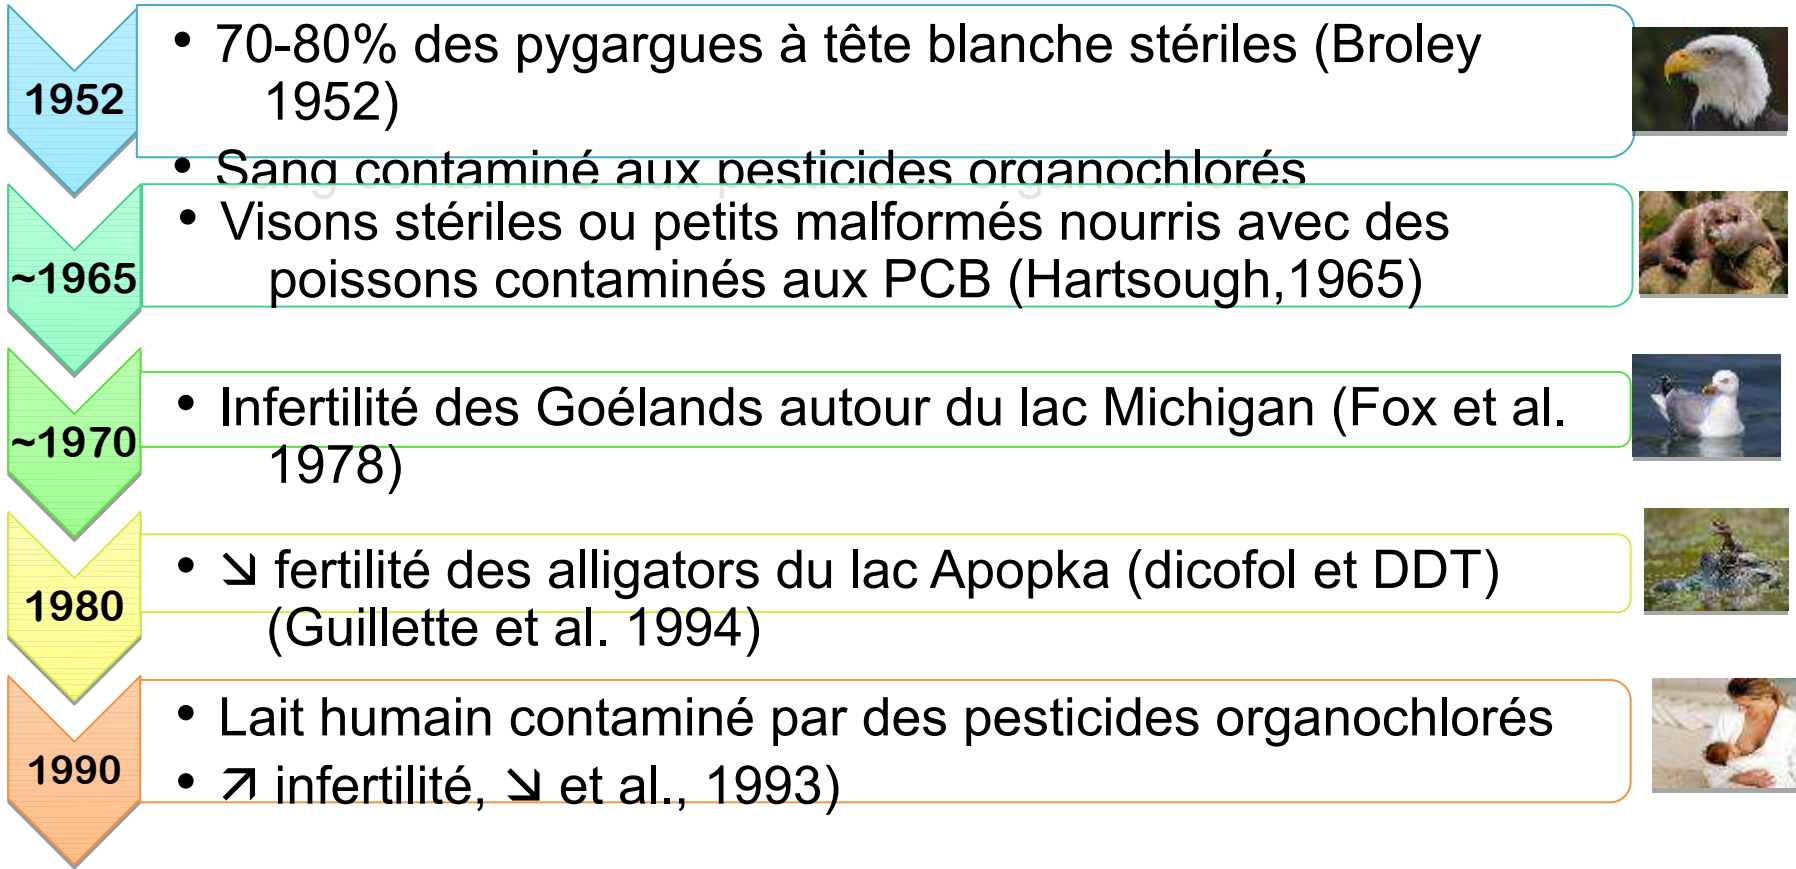 1952
• 70-80% des pygargues à tête blanche stériles (Broley
1952)
• Sang contaminé aux pesticides organochlorés
~1965
• Visons stériles ou petits malformés nourris avec des
poissons contaminés aux PCB (Hartsough,1965)
~1970
• Infertilité des Goélands autour du lac Michigan (Fox et al.
1978)
1980
• ↘ fertilité des alligators du lac Apopka (dicofol et DDT)
(Guillette et al. 1994)
1990
• Lait humain contaminé par des pesticides organochlorés
• ↗ infertilité, ↘ et al., 1993)